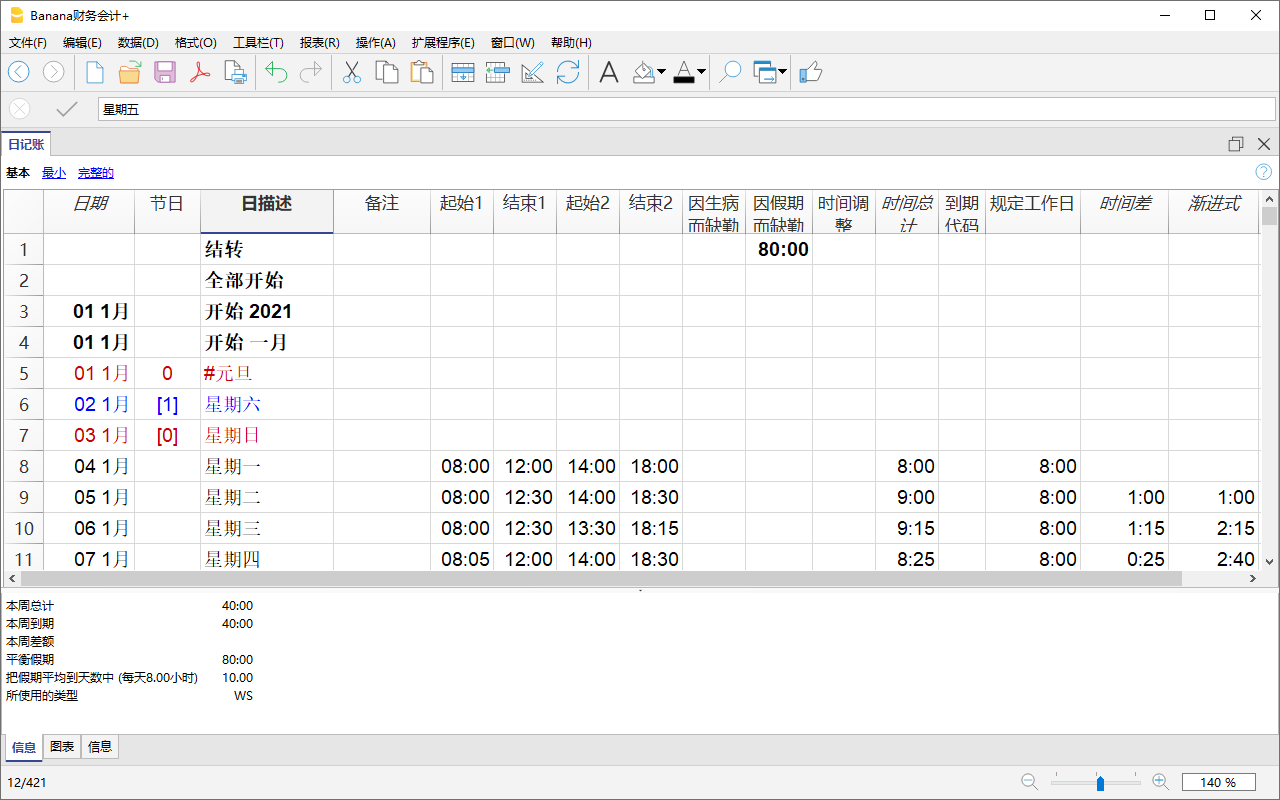 Banana财务会计+
文件(F) 编辑(E) 数据(D) 格式(O) 工具栏(T) 报表(R) 操作(A) 扩展程序(E) 窗口(W) 帮助(H)
星期五
日记账
基本 最小 完整的
日期 节日 日描述 备注 起始1 结束1 起始2 结束2 因生病而缺勤 因假期而缺勤 时间调整 时间总计 到期代码 规定工作日 时间差 渐进式
1 结转 80:00
2 全部开始
3 01 1月 开始 2021
4 01 1月 开始 一月
5 01 1月 0 #元旦
6 02 1月 [1] 星期六
7 03 1月 [0] 星期日
8 04 1月 星期一 08:00 12:00 14:00 18:00 8:00 8:00
9 05 1月 星期二 08:00 12:30 14:00 18:30 9:00 8:00 1:00 1:00
10 06 1月 星期三 08:00 12:30 13:30 18:15 9:15 8:00 1:15 2:15
11 07 1月 星期四 08:05 12:00 14:00 18:30 8:25 8:00 0:25 2:40
本周总计 40:00
本周到期 40:00
本周差额
平衡假期 80:00
把假期平均到天数中 (每天8.00小时) 10.00
所使用的类型 WS
信息 图表 信息
12/421 140 %